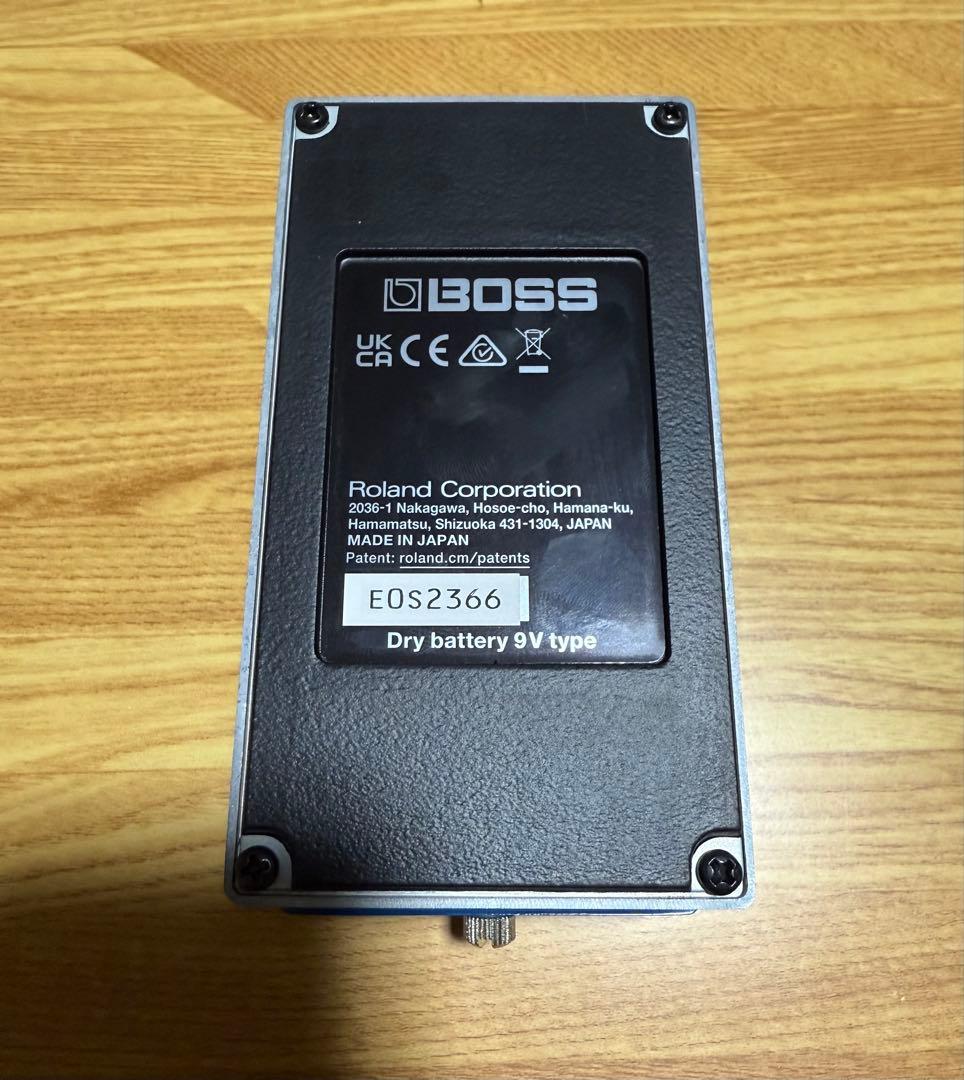 BOSS
UK
CA CE
Roland Corporation
2036-1 Nakagawa, Hosoe-cho, Hamana-ku,
Hamamatsu, Shizuoka 431-1304, JAPAN
MADE IN JAPAN
Patent: roland.cm/patents
E0S2366
Dry battery 9V type